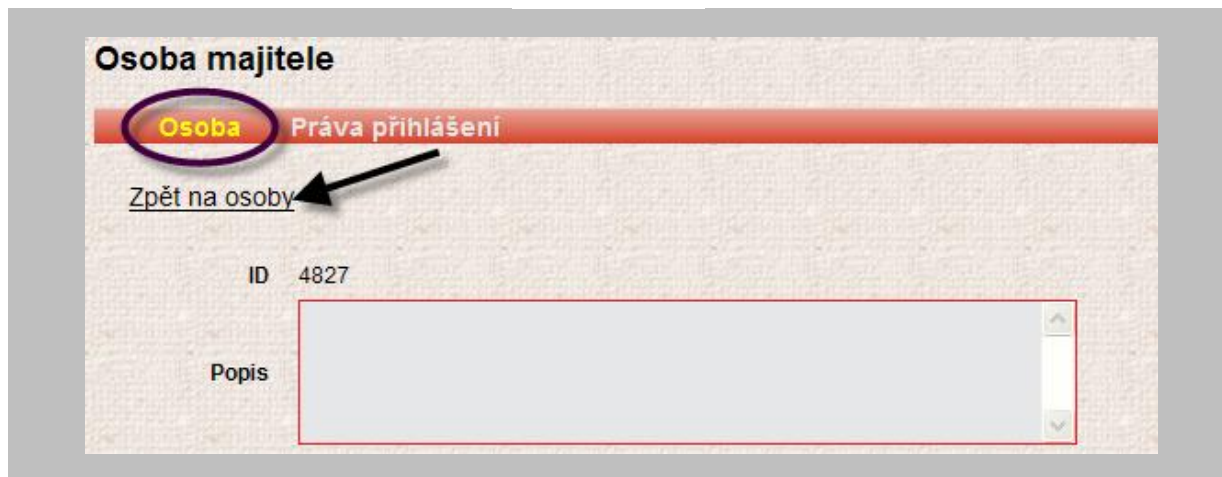 Osoba majitele
Osoba Práva přihlášení
Zpět na osoby
ID 4827
Popis